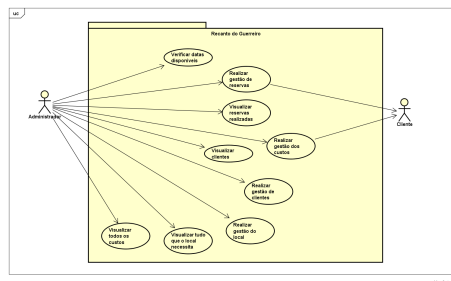 uc
Recanto do Guerreiro
Verificar datas
disponíveis
Realizar
gestão de
reservas
Visualizar
reservas
realizadas
Administrador
Cliente
Realizar
gestão dos
custos
Visualizar
clientes
Realizar
gestão de
clientes
Visualizar
todos os
custos
Visualizar tudo
que o local
necessita
Realizar
gestão do
local